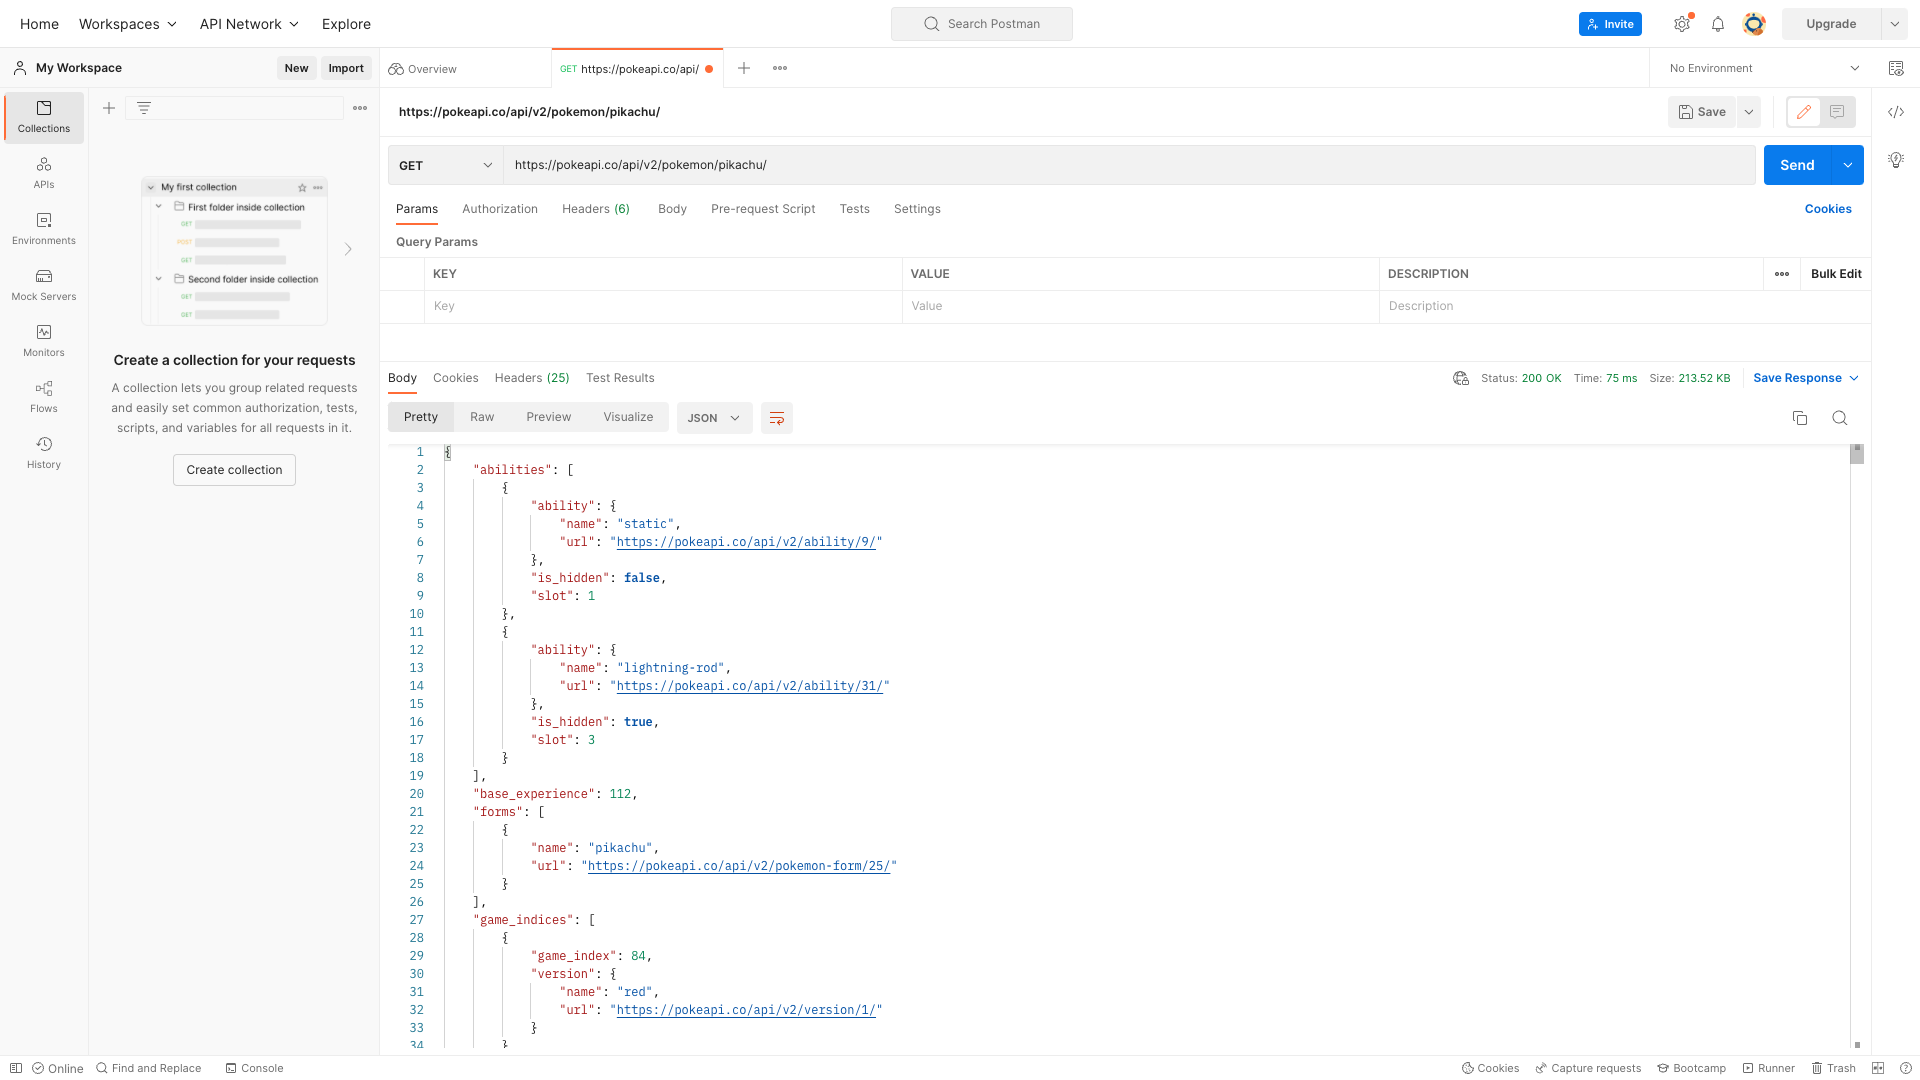 Home Workspaces API Network Explore Search Postman Invite Upgrade
My Workspace New Import Overview GET https://pokeapi.co/api/ No Environment
Collections
APIs
Environments
Mock Servers
Monitors
Flows
History
My first collection
First folder inside collection
GET
POST
GET
Second folder inside collection
GET
GET
Create a collection for your requests
A collection lets you group related requests
and easily set common authorization, tests,
scripts, and variables for all requests in it.
Create collection
https://pokeapi.co/api/v2/pokemon/pikachu/ Save
GET https://pokeapi.co/api/v2/pokemon/pikachu/ Send
Params Authorization Headers (6) Body Pre-request Script Tests Settings Cookies
Query Params
KEY VALUE DESCRIPTION Bulk Edit
Key Value Description
Body Cookies Headers (25) Test Results Status: 200 OK Time: 75 ms Size: 213.52 KB Save Response
Pretty Raw Preview Visualize JSON
1 {
2 "abilities": [
3 {
4 "ability": {
5 "name": "static",
6 "url": "https://pokeapi.co/api/v2/ability/9/"
7 },
8 "is_hidden": false,
9 "slot": 1
10 },
11 {
12 "ability": {
13 "name": "lightning-rod",
14 "url": "https://pokeapi.co/api/v2/ability/31/"
15 },
16 "is_hidden": true,
17 "slot": 3
18 }
19 ],
20 "base_experience": 112,
21 "forms": [
22 {
23 "name": "pikachu",
24 "url": "https://pokeapi.co/api/v2/pokemon-form/25/"
25 }
26 ],
27 "game_indices": [
28 {
29 "game_index": 84,
30 "version": {
31 "name": "red",
32 "url": "https://pokeapi.co/api/v2/version/1/"
33 }
34 }
Online Find and Replace Console Cookies Capture requests Bootcamp Runner Trash